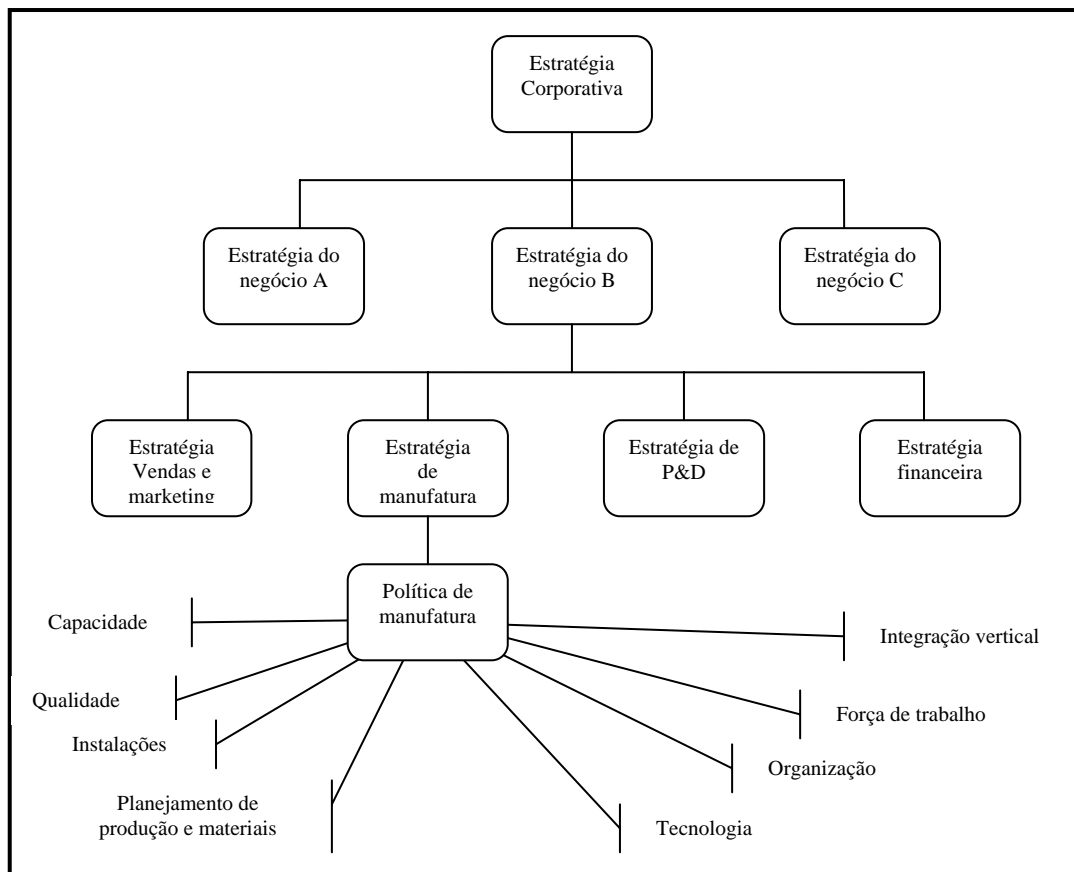 Estratégia
Corporativa
Estratégia do
negócio A
Estratégia do
negócio B
Estratégia do
negócio C
Estratégia
Vendas e
marketing
Estratégia
de
manufatura
Estratégia de
P&D
Estratégia
financeira
Política de
manufatura
Capacidade
Integração vertical
Qualidade
Força de trabalho
Instalações
Organização
Planejamento de
produção e materiais
Tecnologia